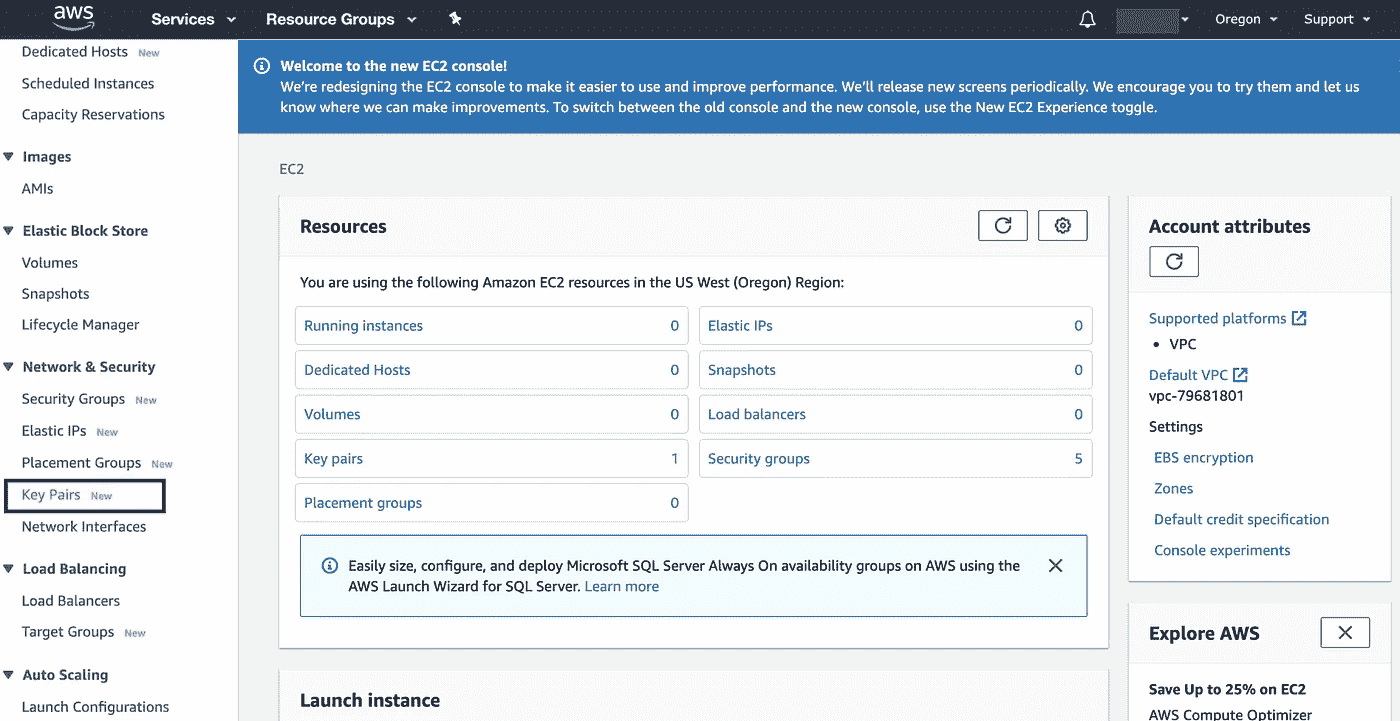 aws Services Resource Groups Oregon Support
Dedicated Hosts New
Scheduled Instances
Capacity Reservations
Images
AMIs
Elastic Block Store
Volumes
Snapshots
Lifecycle Manager
Network & Security
Security Groups New
Elastic IPs New
Placement Groups New
Key Pairs New
Network Interfaces
Load Balancing
Load Balancers
Target Groups New
Auto Scaling
Launch Configurations
Welcome to the new EC2 console!
We're redesigning the EC2 console to make it easier to use and improve performance. We'll release new screens periodically. We encourage you to try them and let us
know where we can make improvements. To switch between the old console and the new console, use the New EC2 Experience toggle.
EC2
Resources
You are using the following Amazon EC2 resources in the US West (Oregon) Region:
Running instances 0 Elastic IPs 0
Dedicated Hosts 0 Snapshots 0
Volumes 0 Load balancers 0
Key pairs 1 Security groups 5
Placement groups 0
Easily size, configure, and deploy Microsoft SQL Server Always On availability groups on AWS using the
AWS Launch Wizard for SQL Server. Learn more
Launch instance
Account attributes
Supported platforms
• VPC
Default VPC
vpc-79681801
Settings
EBS encryption
Zones
Default credit specification
Console experiments
Explore AWS
Save Up to 25% on EC2
AWS Compute Optimizer